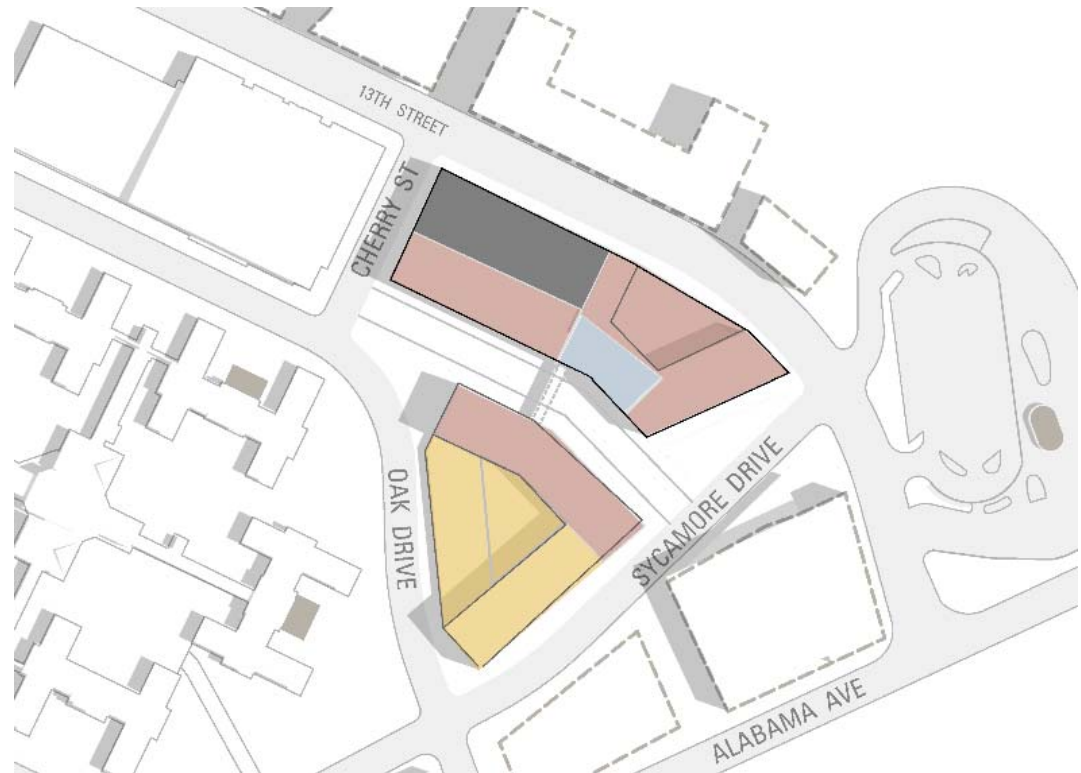 13TH STREET
CHERRY ST
OAK DRIVE
SYCAMORE DRIVE
ALABAMA AVE